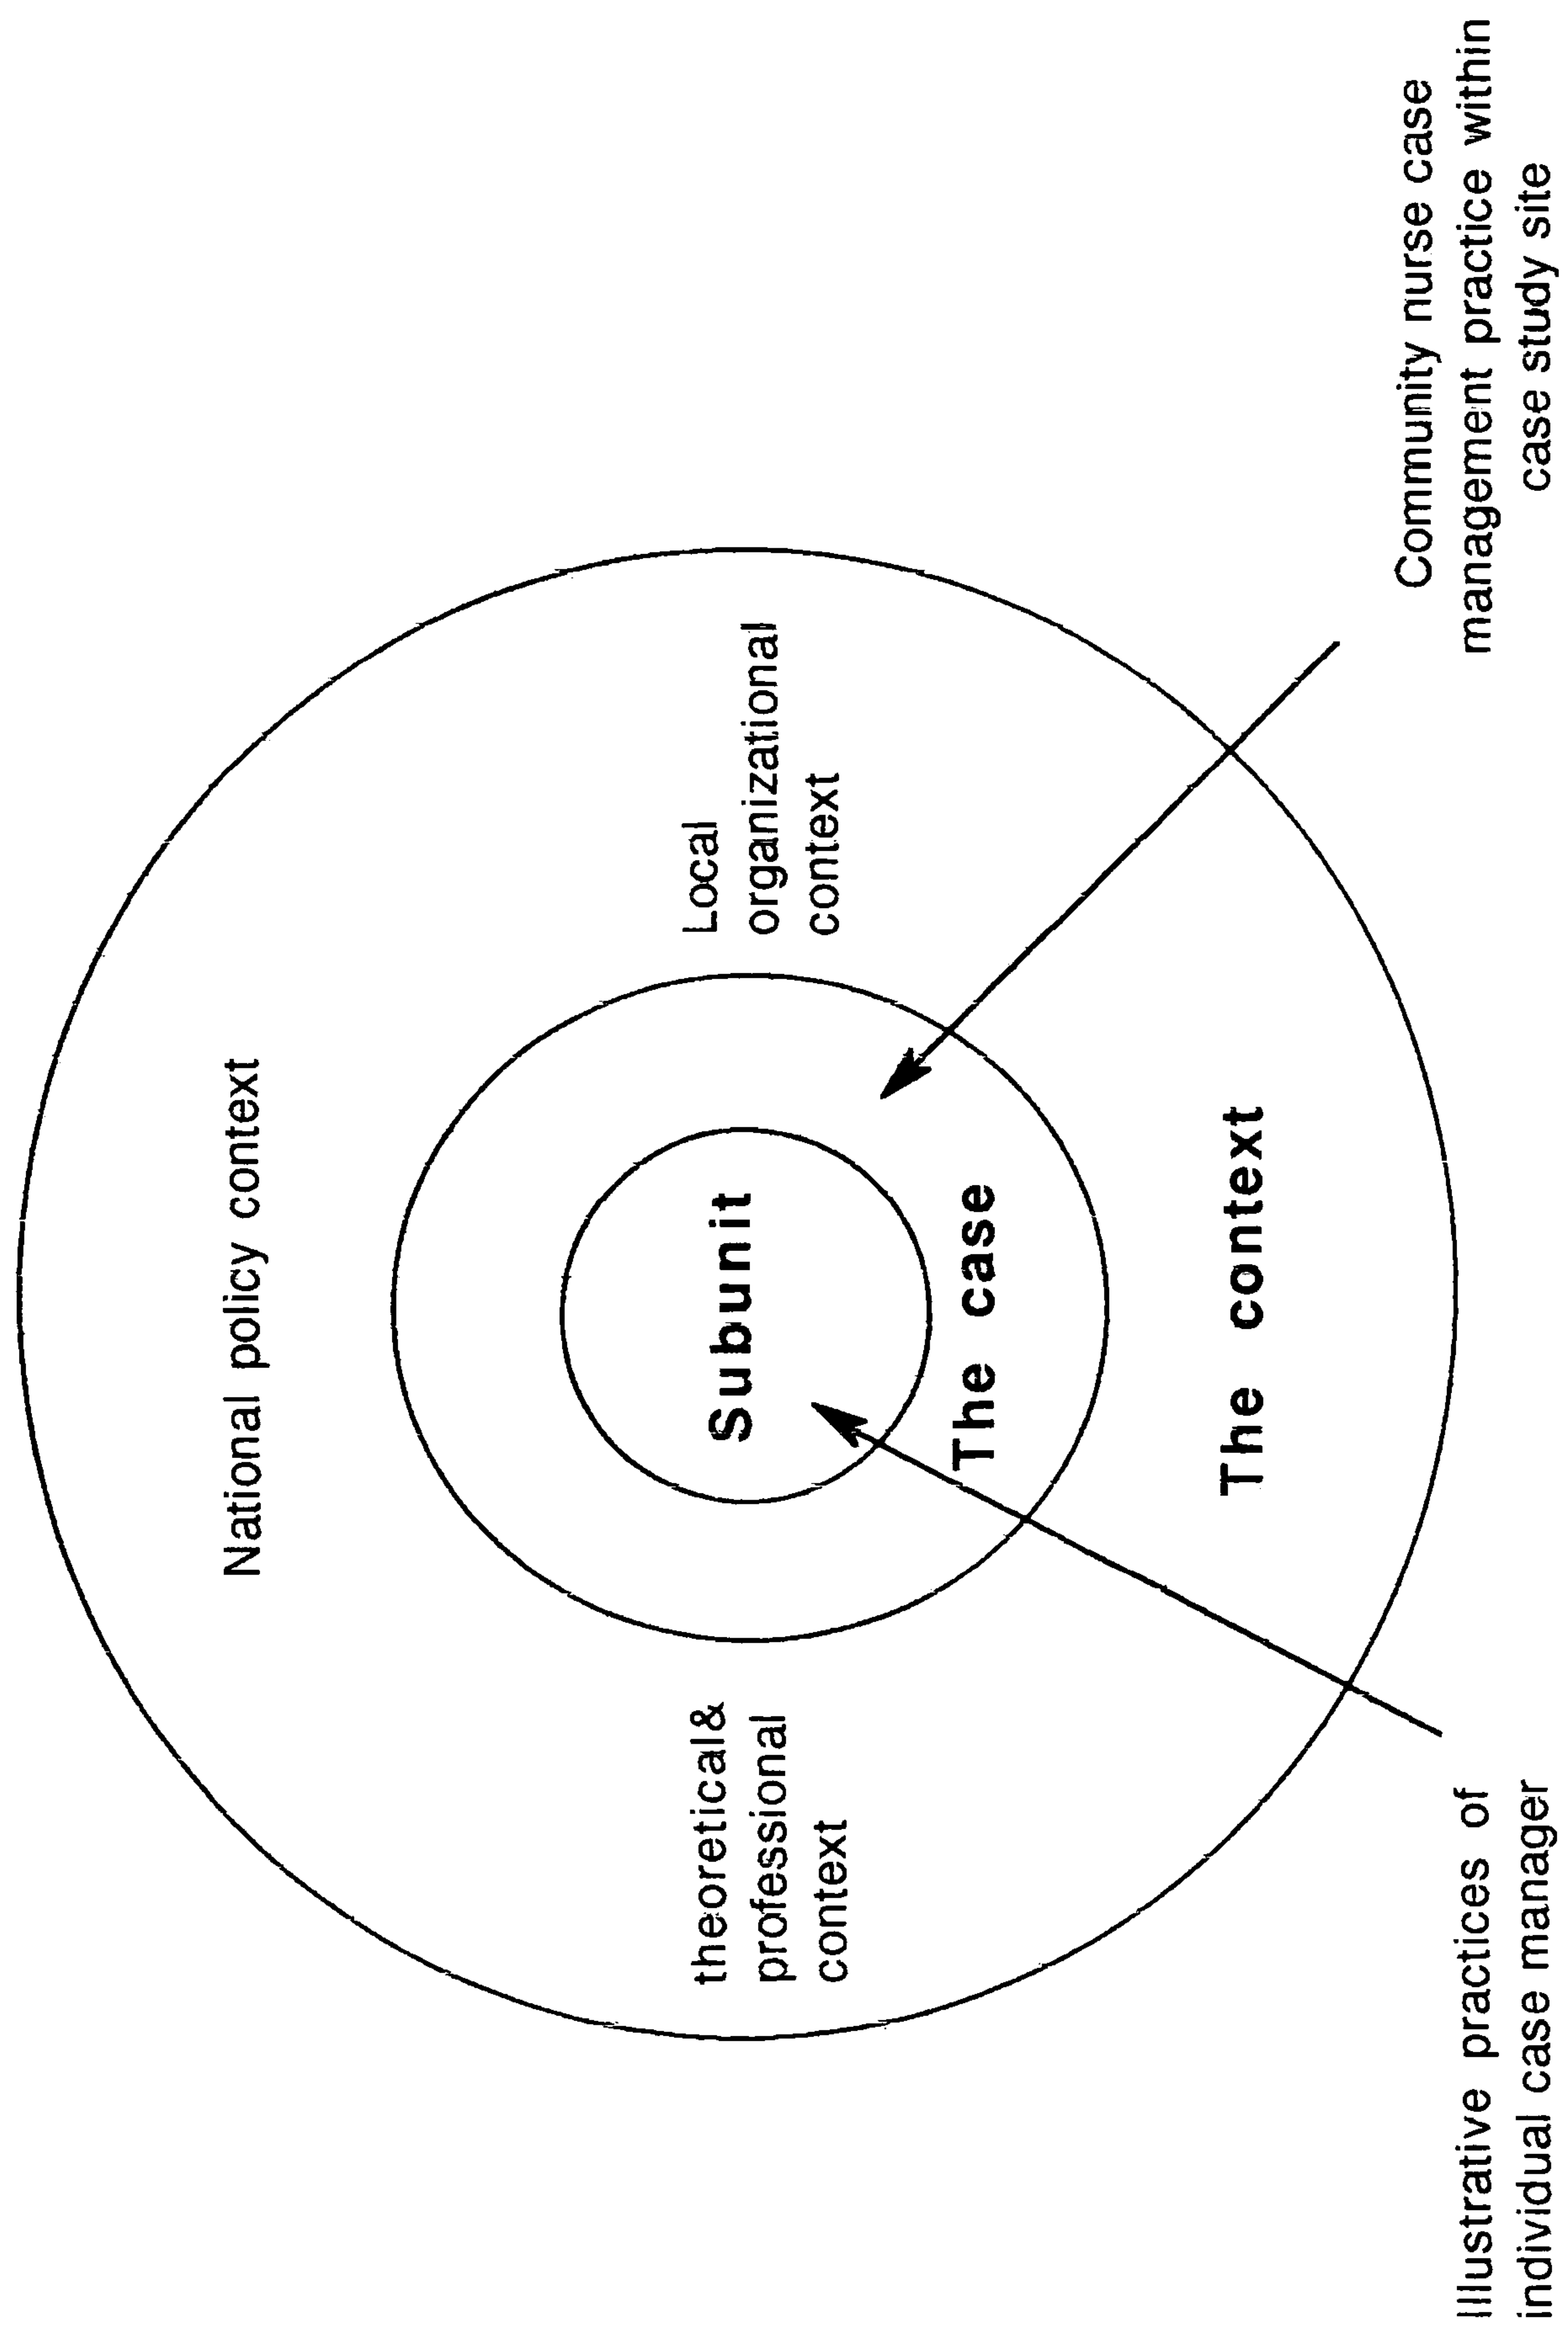 National policy context
theoretical&
professional
context
Local
organizational
context
Subunit
The case
The context
Illustrative practices of
individual case manager
Community nurse case
management practice within
case study site